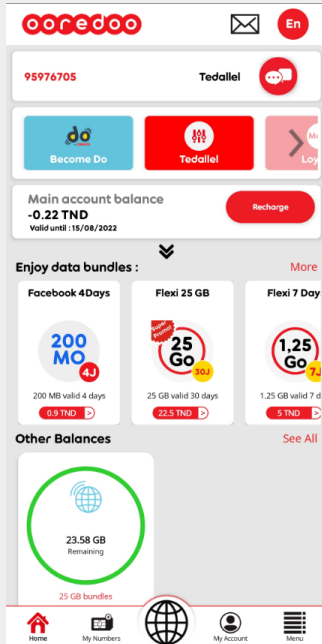 ooredoo
En
95976705
Tedallel
do
Become Do
Tedallel
Loy
Main account balance
-0.22 TND
Valid until :15/08/2022
Recharge
Enjoy data bundles :
More
Facebook 4Days
Flexi 25 GB
Flexi 7 Day
200
MO
4J
Super
Promo!
25
Go
30J
1,25
Go
7J
200 MB valid 4 days
25 GB valid 30 days
1.25 GB valid 7 d
0.9 TND
22.5 TND
5 TND
Other Balances
See All
23.58 GB
Remaining
25 GB bundles
Home
My Numbers
My Account
Menu